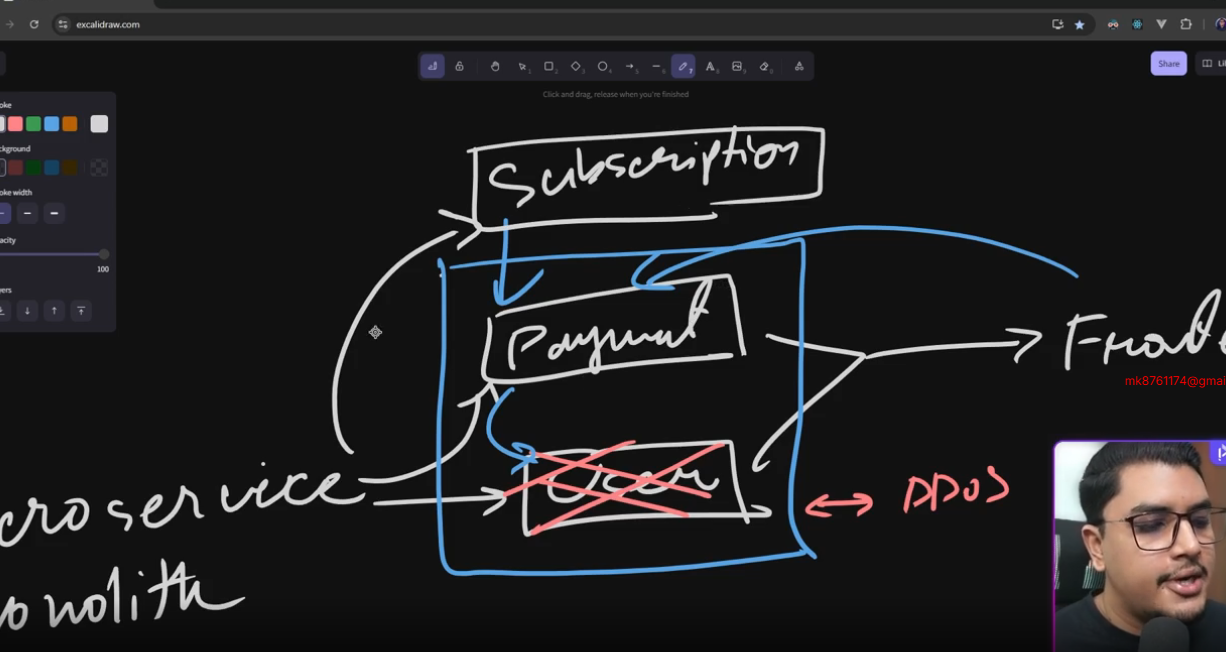 excalidraw.com
Share
Li
oke
Click and drag, release when you're finished
ckground
oke width
acity
100
yers
Subscription
Payment
Front
mk8761174@gmai
User
DDOS
croservice
onolith